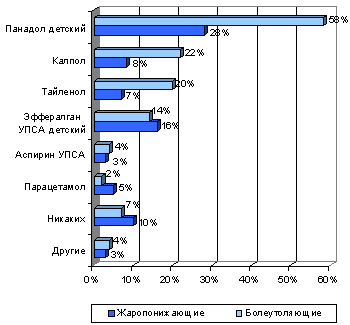 Панадол детский
58%
28%
Калпол
22%
8%
Тайленол
20%
7%
Эффералган
УПСА детский
14%
16%
Аспирин УПСА
4%
3%
Парацетамол
2%
5%
Никаких
7%
10%
Другие
4%
3%
0% 10% 20% 30% 40% 50% 60%
Жаропонижающие Болеутоляющие